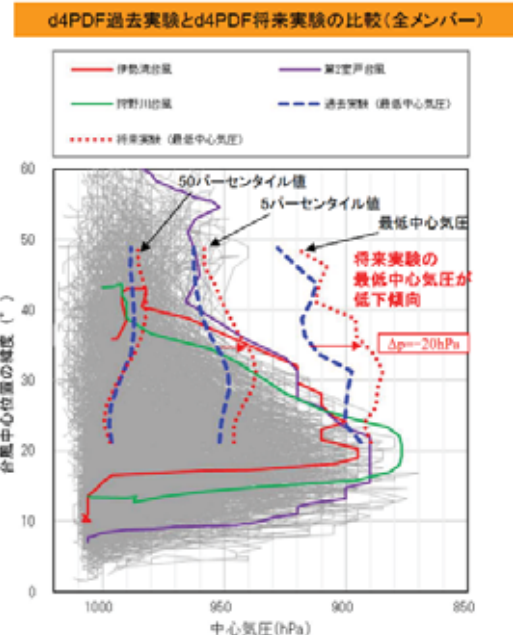 d4PDF過去実験とd4PDF将来実験の比較(全メンバー)
伊勢湾台風
第2室戸台風
狩野川台風
過去実験(最低中心気圧)
将来実験(最低中心気圧)
60
50パーセンタイル値
5パーセンタイル値
最低中心気圧
50
将来実験の
最低中心気圧が
低下傾向
40
Δp=-20hPa
30
20
10
0
台風中心位置の緯度(°)
1000
950
900
850
中心気圧(hPa)